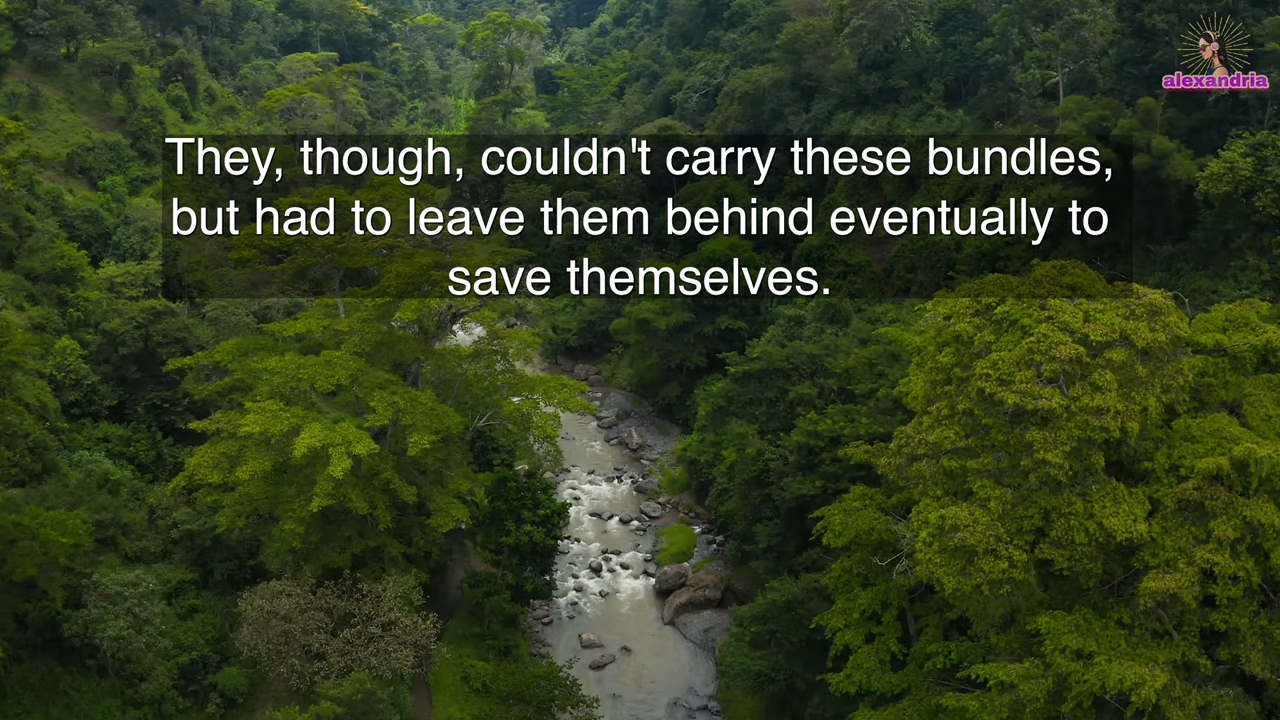 alexandria
They, though, couldn't carry these bundles,
but had to leave them behind eventually to
save themselves.